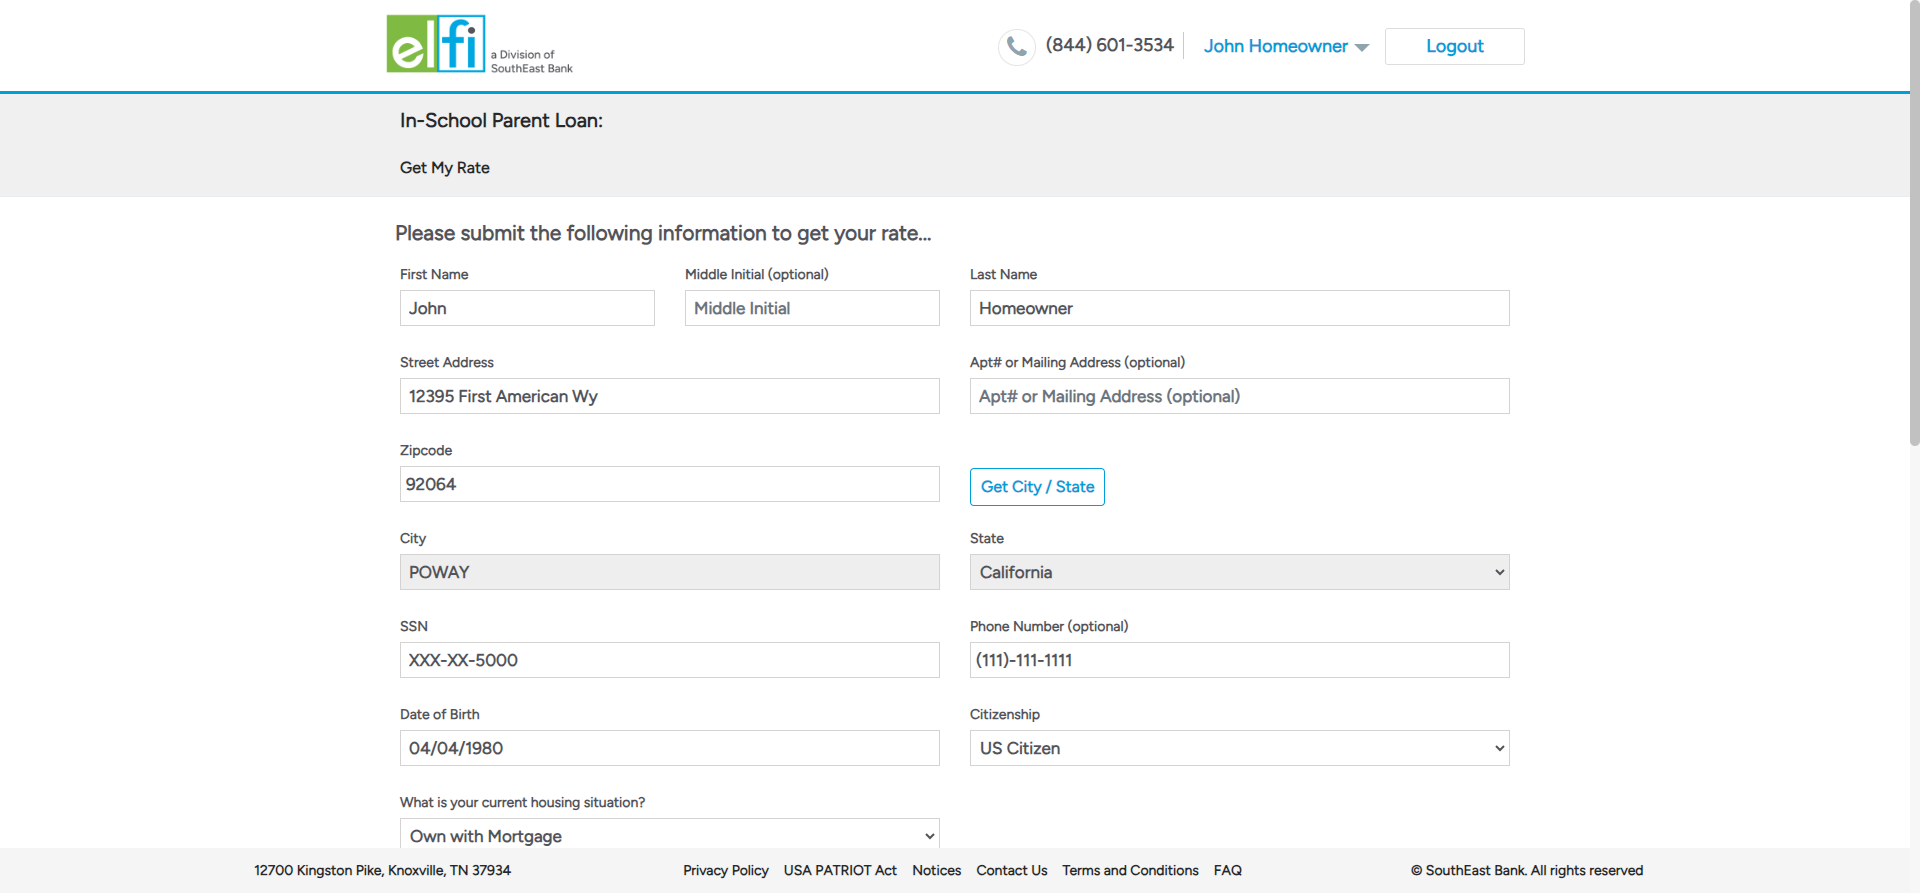 elfi a Division of
SouthEast Bank
(844) 601-3534
John Homeowner
Logout
In-School Parent Loan:
Get My Rate
Please submit the following information to get your rate...
First Name
Middle Initial (optional)
Last Name
John
Middle Initial
Homeowner
Street Address
Apt# or Mailing Address (optional)
12395 First American Wy
Apt# or Mailing Address (optional)
Zipcode
92064
Get City / State
City
State
POWAY
California
SSN
Phone Number (optional)
XXX-XX-5000
(111)-111-1111
Date of Birth
Citizenship
04/04/1980
US Citizen
What is your current housing situation?
Own with Mortgage
12700 Kingston Pike, Knoxville, TN 37934
Privacy Policy
USA PATRIOT Act
Notices
Contact Us
Terms and Conditions
FAQ
© SouthEast Bank. All rights reserved